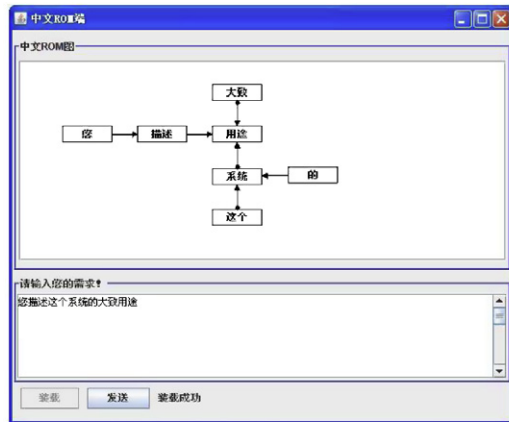 中文ROM端
中文ROM图
大致
您
描述
用途
系统
的
这个
请输入您的需求!
您描述这个系统的大致用途
装载
发送
装载成功